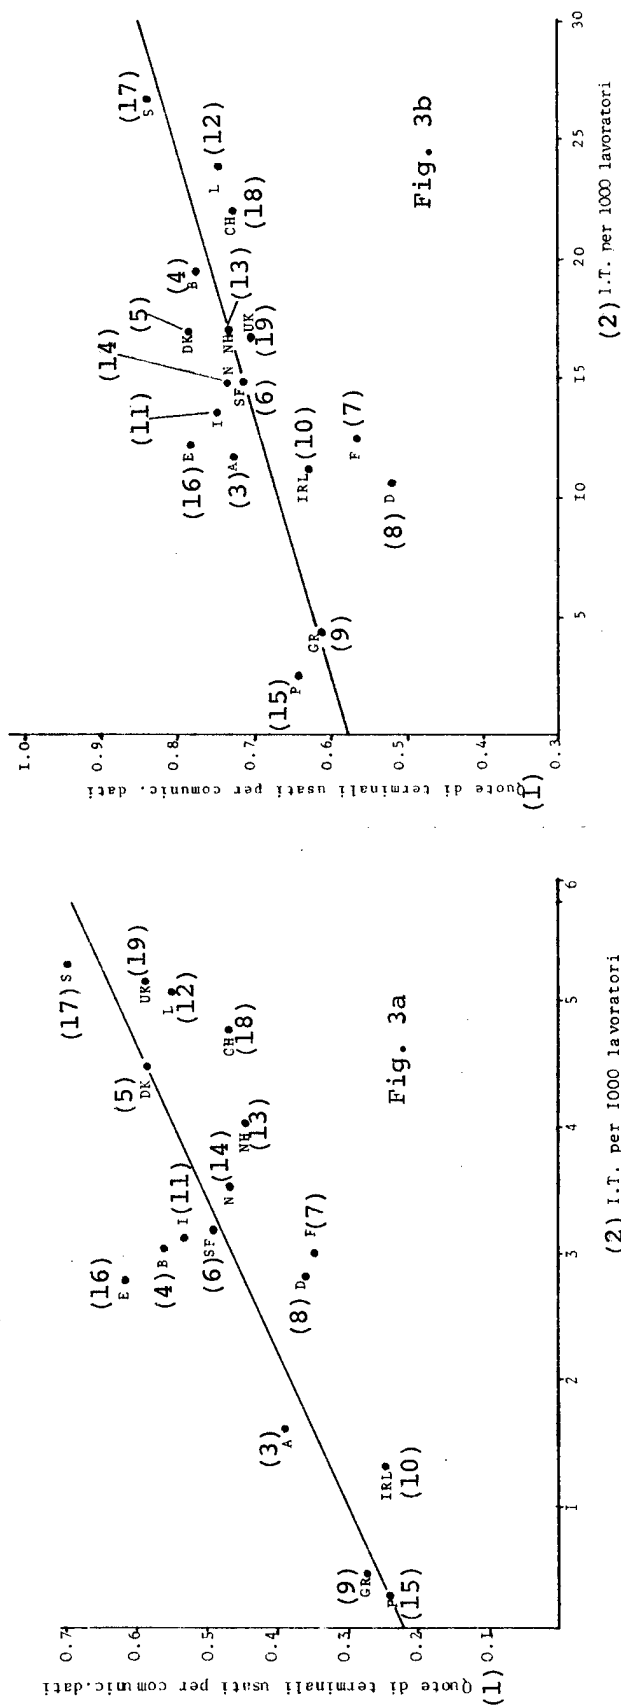 0.7
0.6
0.5
0.4
0.3
0.2
0.1
Quote di terminali usati per comunic.dati
(1)
(17) S
UK (19)
L
(12)
(5)
DK
CH
(18)
NH
(13)
(14)
N
I (11)
(4) B
(16)
E
(6) SF
F (7)
(8) D
(3)
A
IRL
(10)
(9)
GR
P
(15)
Fig. 3a
I
2
3
4
5
6
(2) I.T. per I000 lavoratori
I.0
0.9
0.8
0.7
0.6
0.5
0.4
0.3
Quote di terminali usati per comunic. dati
(1)
(17)
S
(12)
L
CH
(18)
(4)
B
(5)
DK
(13)
NH
UK
(19)
(14)
N
SF
(6)
(11)
I
(16) E
(3) A
IRL (10)
F (7)
(8) D
GR
(9)
(15)
P
Fig. 3b
5
I0
I5
20
25
30
(2) I.T. per 1000 lavoratori